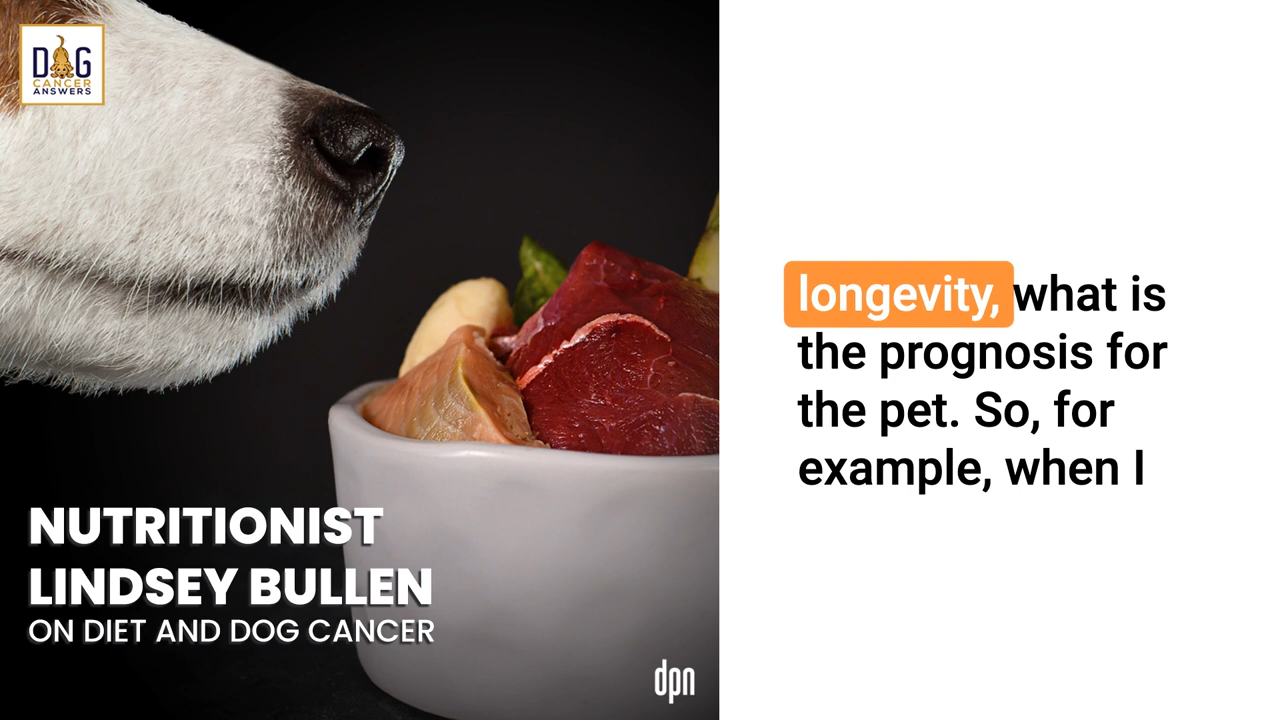 DOG
CANCER
ANSWERS
NUTRITIONIST
LINDSEY BULLEN
ON DIET AND DOG CANCER
dpn
longevity, what is
the prognosis for
the pet. So, for
example, when I